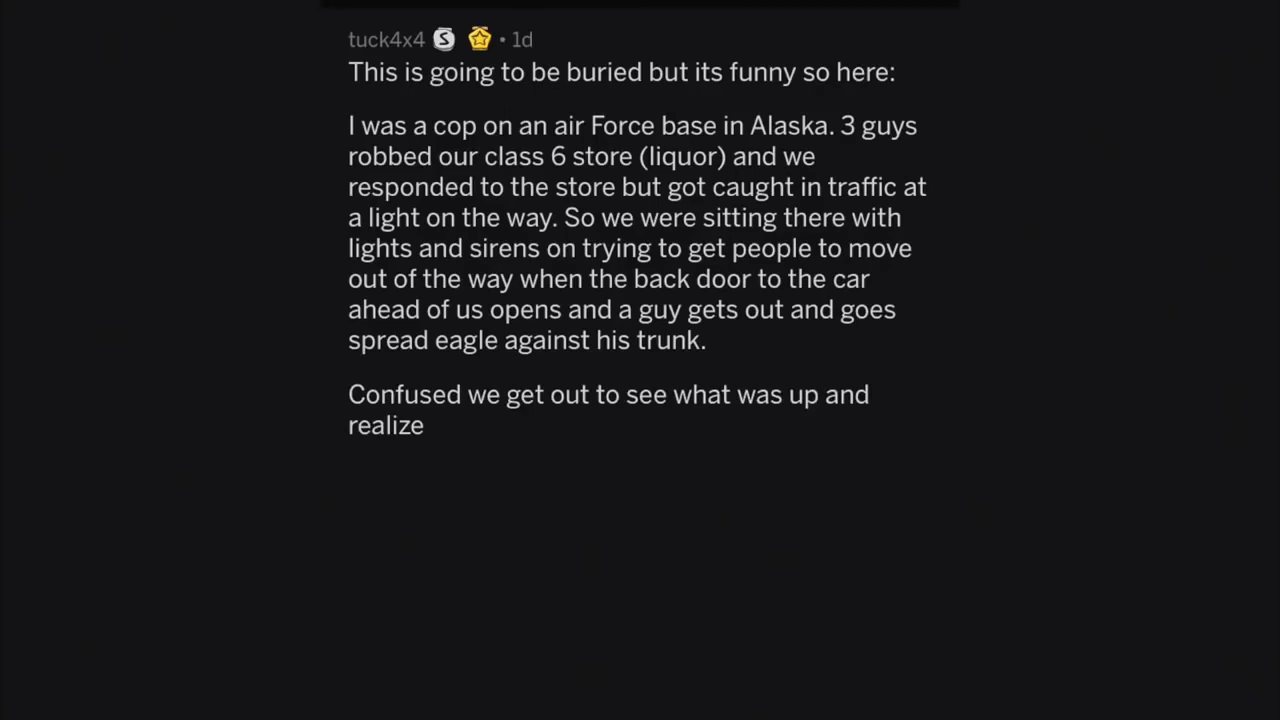 tuck4x4 S • 1d
This is going to be buried but its funny so here:
I was a cop on an air Force base in Alaska. 3 guys
robbed our class 6 store (liquor) and we
responded to the store but got caught in traffic at
a light on the way. So we were sitting there with
lights and sirens on trying to get people to move
out of the way when the back door to the car
ahead of us opens and a guy gets out and goes
spread eagle against his trunk.
Confused we get out to see what was up and
realize